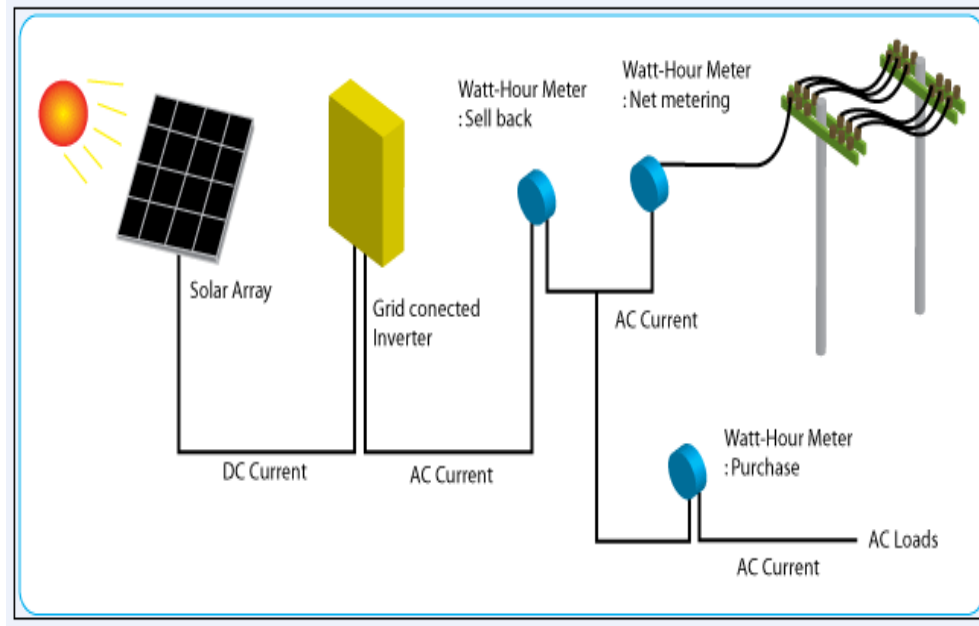 Watt-Hour Meter
: Sell back
Watt-Hour Meter
: Net metering
Solar Array
Grid conected
Inverter
AC Current
DC Current
AC Current
Watt-Hour Meter
: Purchase
AC Loads
AC Current